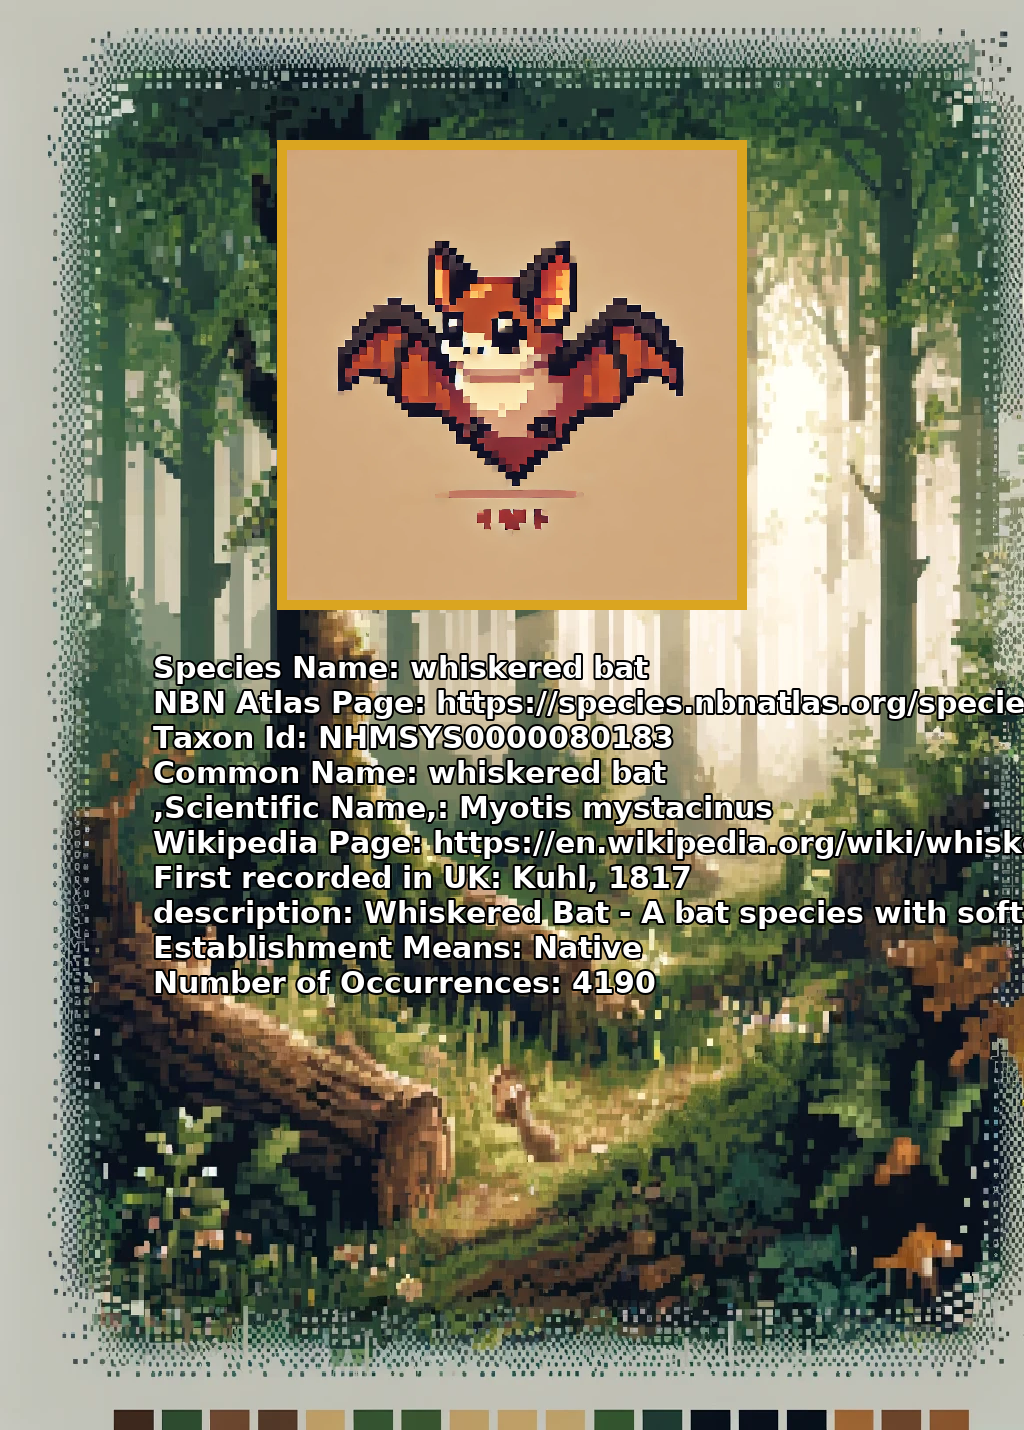 Species Name: whiskered bat
NBN Atlas Page: https://species.nbnatlas.org/specie
Taxon Id: NHMSYS0000080183
Common Name: whiskered bat
,Scientific Name,: Myotis mystacinus
Wikipedia Page: https://en.wikipedia.org/wiki/whisk
First recorded in UK: Kuhl, 1817
description: Whiskered Bat - A bat species with soft
Establishment Means: Native
Number of Occurrences: 4190